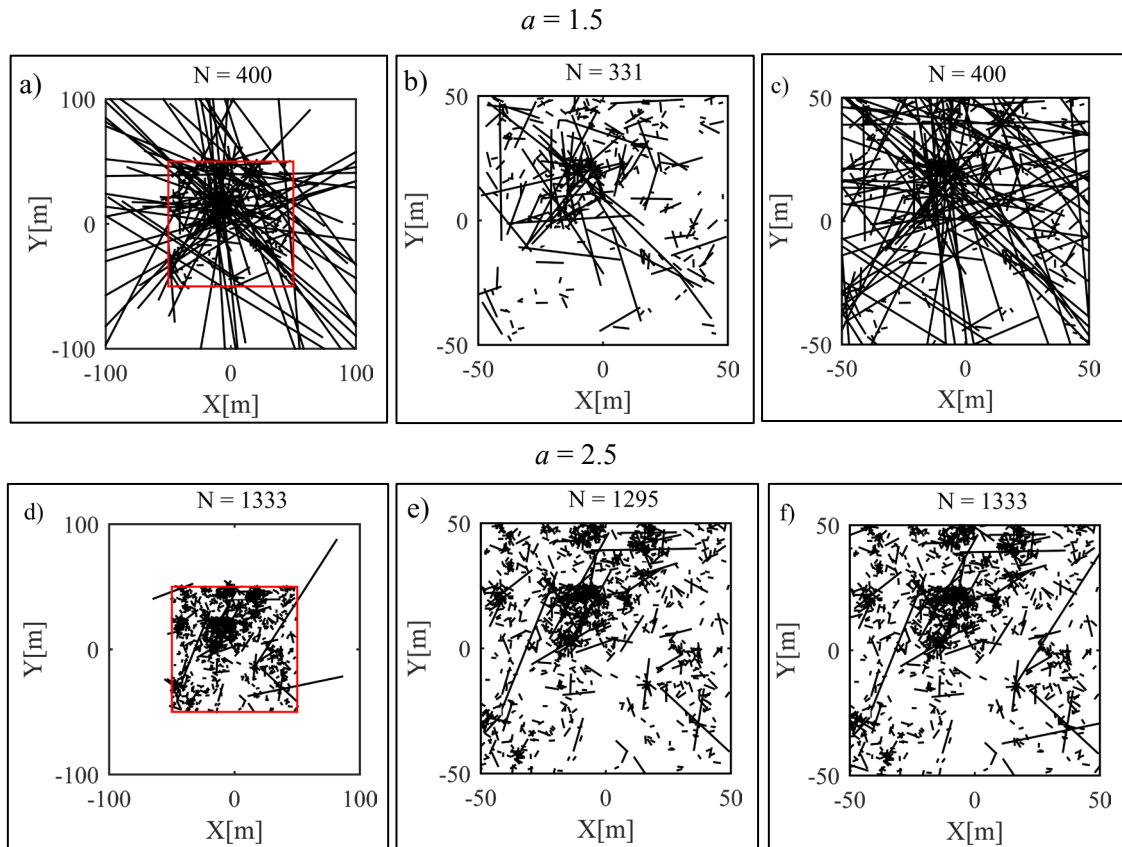 a = 1.5
a)
N = 400
100
0
-100
Y[m]
-100
0
100
X[m]
b)
N = 331
50
0
-50
Y[m]
-50
0
50
X[m]
c)
N = 400
50
0
-50
Y[m]
-50
0
50
X[m]
a = 2.5
d)
N = 1333
100
0
-100
Y[m]
-100
0
100
X[m]
e)
N = 1295
50
0
-50
Y[m]
-50
0
50
X[m]
f)
N = 1333
50
0
-50
Y[m]
-50
0
50
X[m]